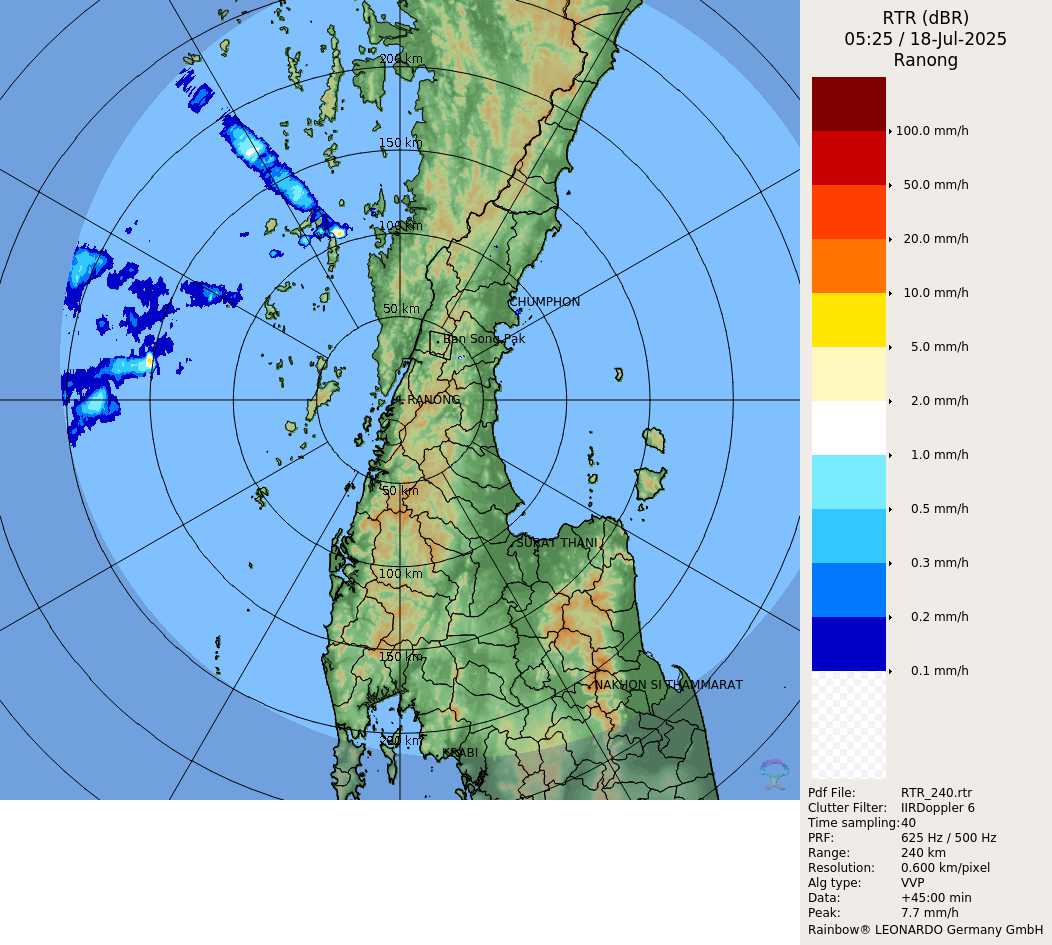 RTR (dBR)
05:25 / 18-Jul-2025
Ranong
200 km
150 km
100 km
50 km
CHUMPHON
Ban Song Pak
RANONG
50 km
SURAT THANI
100 km
150 km
NAKHON SI THAMMARAT
200 km
KRABI
100.0 mm/h
50.0 mm/h
20.0 mm/h
10.0 mm/h
5.0 mm/h
2.0 mm/h
1.0 mm/h
0.5 mm/h
0.3 mm/h
0.2 mm/h
0.1 mm/h
Pdf File: RTR_240.rtr
Clutter Filter: IIRDoppler 6
Time sampling:40
PRF: 625 Hz / 500 Hz
Range: 240 km
Resolution: 0.600 km/pixel
Alg type: VVP
Data: +45:00 min
Peak: 7.7 mm/h
Rainbow® LEONARDO Germany GmbH